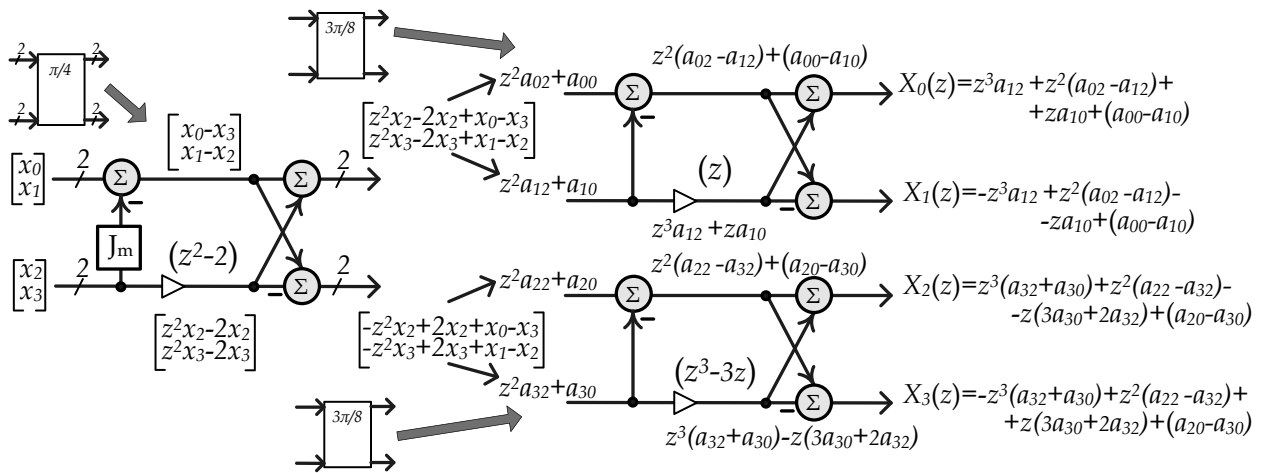 π/4
2
2
2
2
3π/8
[x₀
x₁]
2
Σ
-
Jₘ
[x₀-x₃
x₁-x₂]
Σ
2
[x₂
x₃]
2
(z²-2)
-
Σ
2
[z²x₂-2x₂
z²x₃-2x₃]
z²a₀₂+a₀₀
[z²x₂-2x₂+x₀-x₃
z²x₃-2x₃+x₁-x₂]
z²a₁₂+a₁₀
Σ
-
z²(a₀₂-a₁₂)+(a₀₀-a₁₀)
(z)
z³a₁₂+za₁₀
Σ
-
Σ
X₀(z)=z³a₁₂+z²(a₀₂-a₁₂)+
+za₁₀+(a₀₀-a₁₀)
X₁(z)=-z³a₁₂+z²(a₀₂-a₁₂)-
-za₁₀+(a₀₀-a₁₀)
z²a₂₂+a₂₀
[-z²x₂+2x₂+x₀-x₃
-z²x₃+2x₃+x₁-x₂]
z²a₃₂+a₃₀
3π/8
Σ
-
z²(a₂₂-a₃₂)+(a₂₀-a₃₀)
(z³-3z)
z³(a₃₂+a₃₀)-z(3a₃₀+2a₃₂)
Σ
-
Σ
X₂(z)=z³(a₃₂+a₃₀)+z²(a₂₂-a₃₂)-
-z(3a₃₀+2a₃₂)+(a₂₀-a₃₀)
X₃(z)=-z³(a₃₂+a₃₀)+z²(a₂₂-a₃₂)+
+z(3a₃₀+2a₃₂)+(a₂₀-a₃₀)